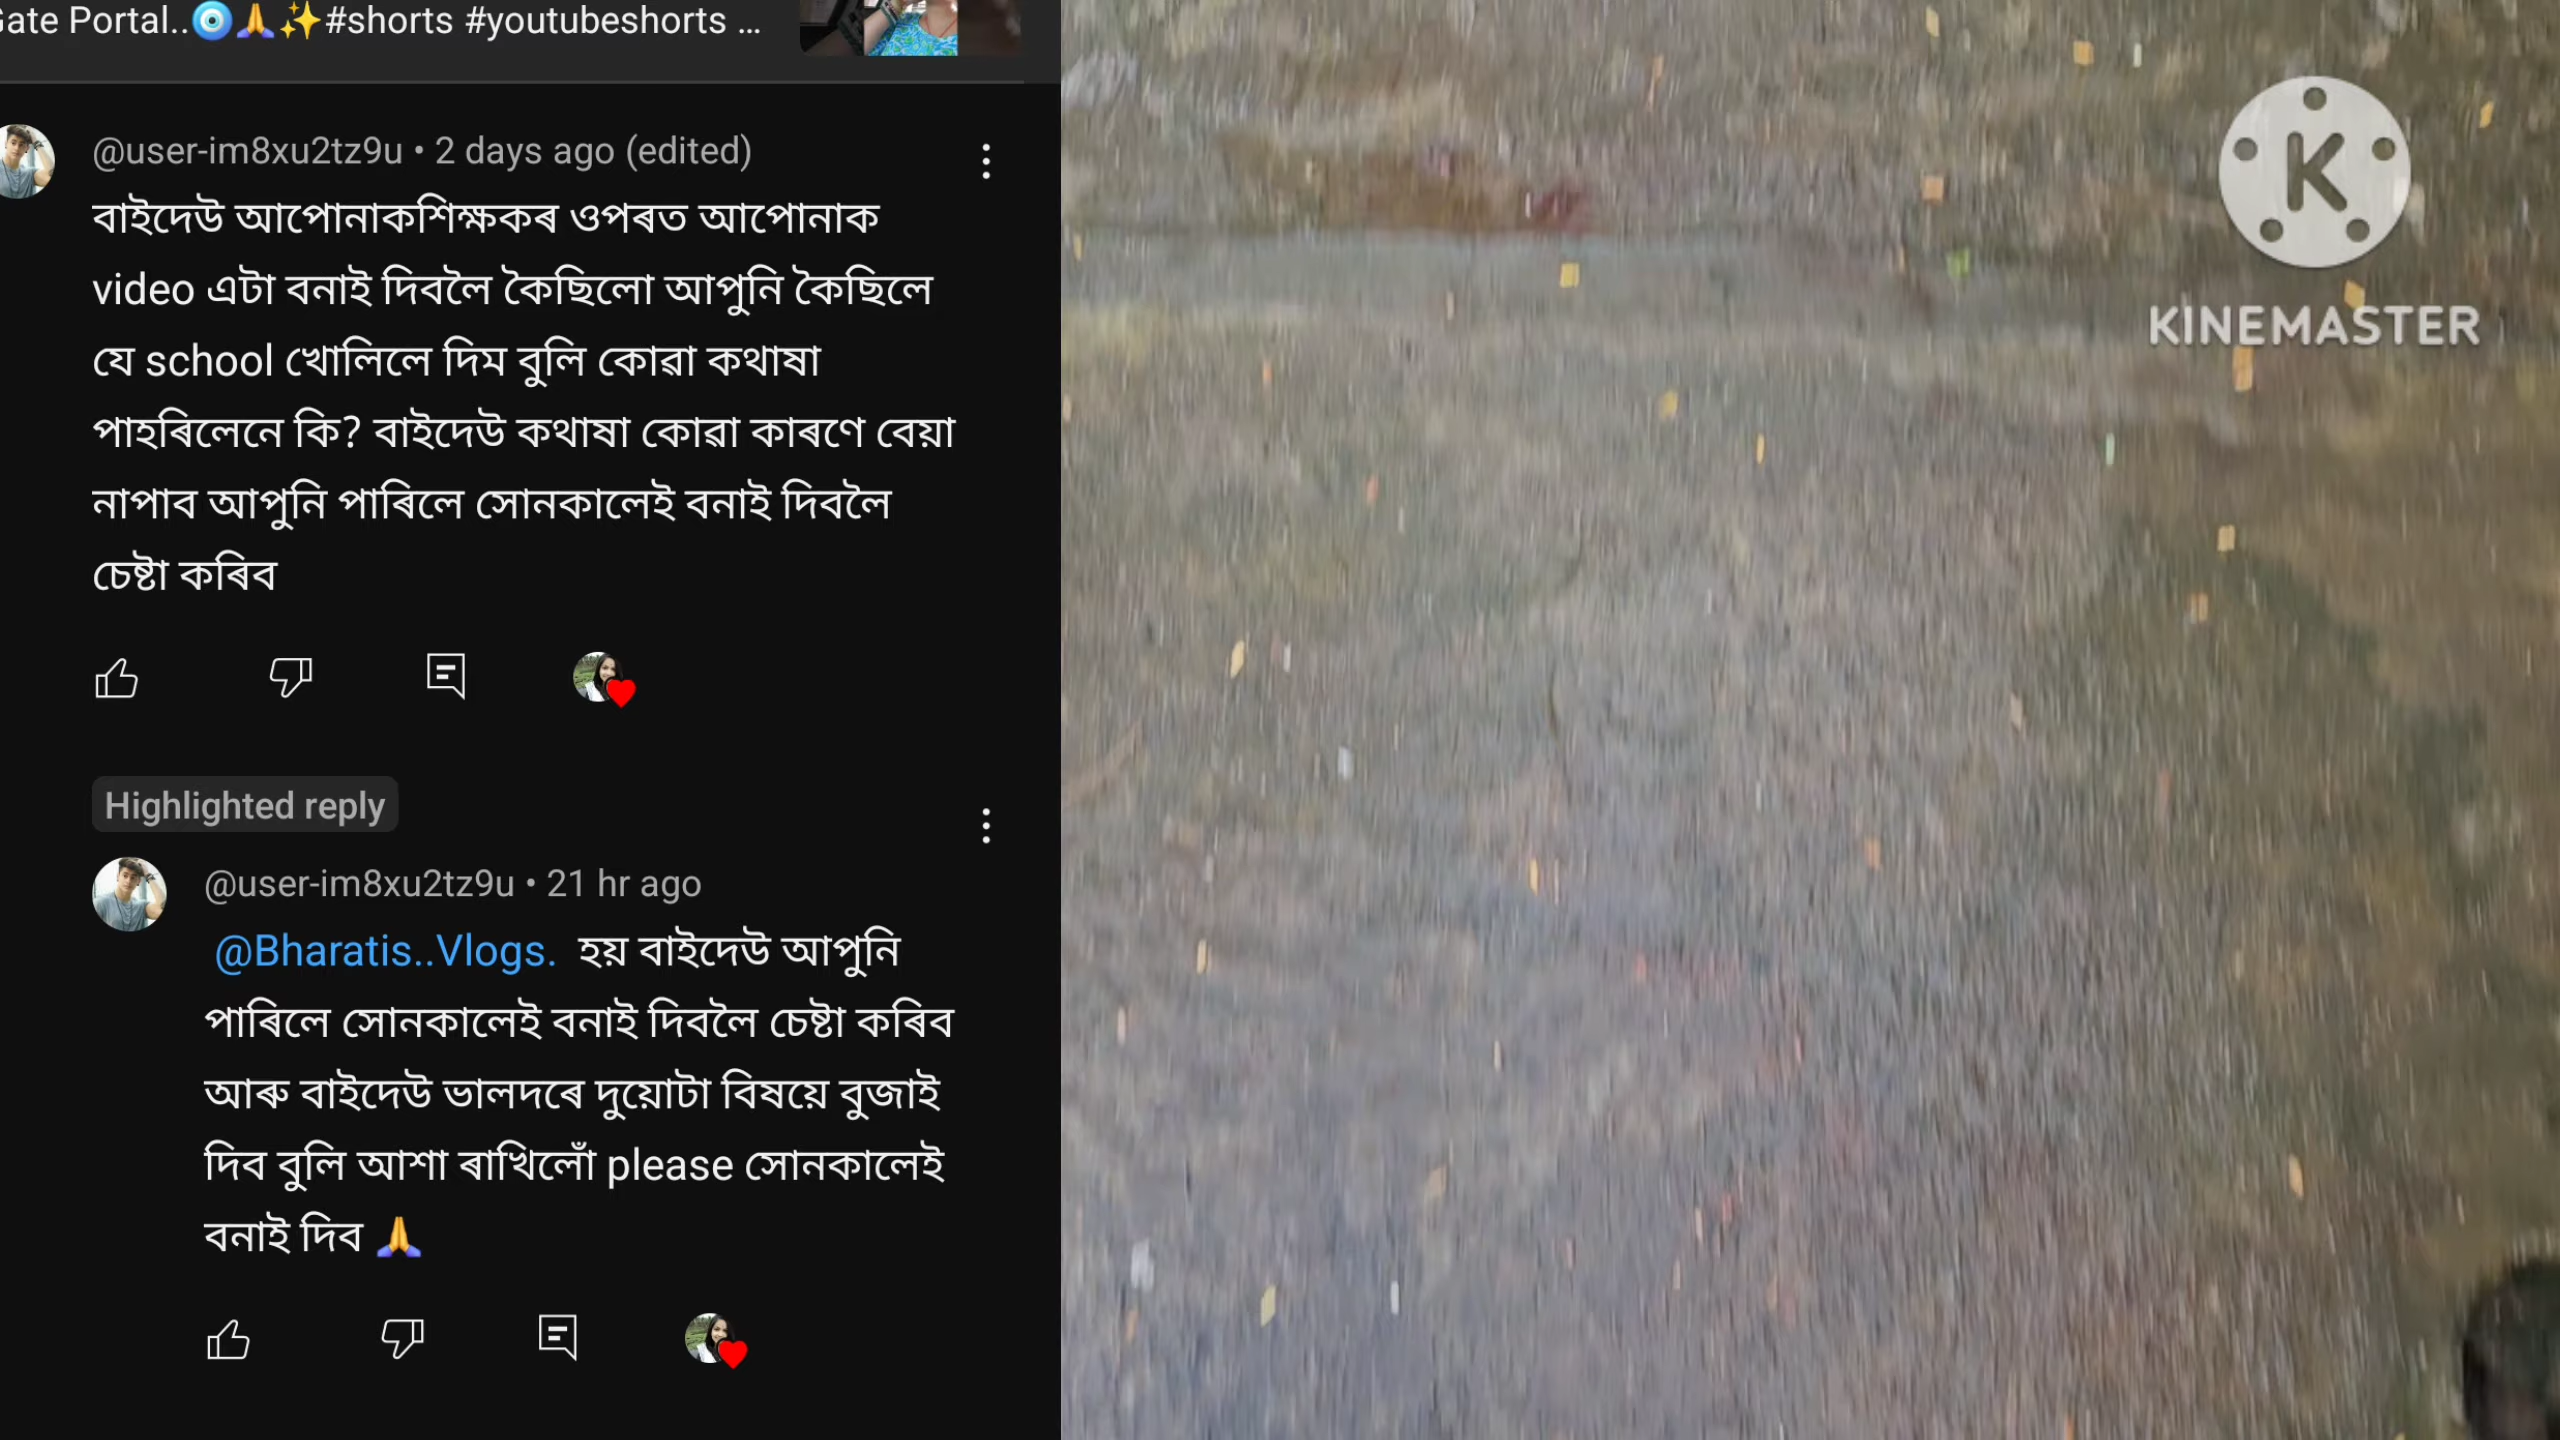 Gate Portal..🧿🙏✨#shorts #youtubeshorts ...
@user-im8xu2tz9u • 2 days ago (edited)
বাইদেউ আপোনাকশিক্ষকৰ ওপৰত আপোনাক
video এটা বনাই দিবলৈ কৈছিলো আপুনি কৈছিলে
যে school খোলিলে দিম বুলি কোৱা কথাষা
পাহৰিলেনে কি? বাইদেউ কথাষা কোৱা কাৰণে বেয়া
নাপাব আপুনি পাৰিলে সোনকালেই বনাই দিবলৈ
চেষ্টা কৰিব
Highlighted reply
@user-im8xu2tz9u • 21 hr ago
@Bharatis..Vlogs. হয় বাইদেউ আপুনি
পাৰিলে সোনকালেই বনাই দিবলৈ চেষ্টা কৰিব
আৰু বাইদেউ ভালদৰে দুয়োটা বিষয়ে বুজাই
দিব বুলি আশা ৰাখিলোঁ please সোনকালেই
বনাই দিব 🙏
K
KINEMASTER